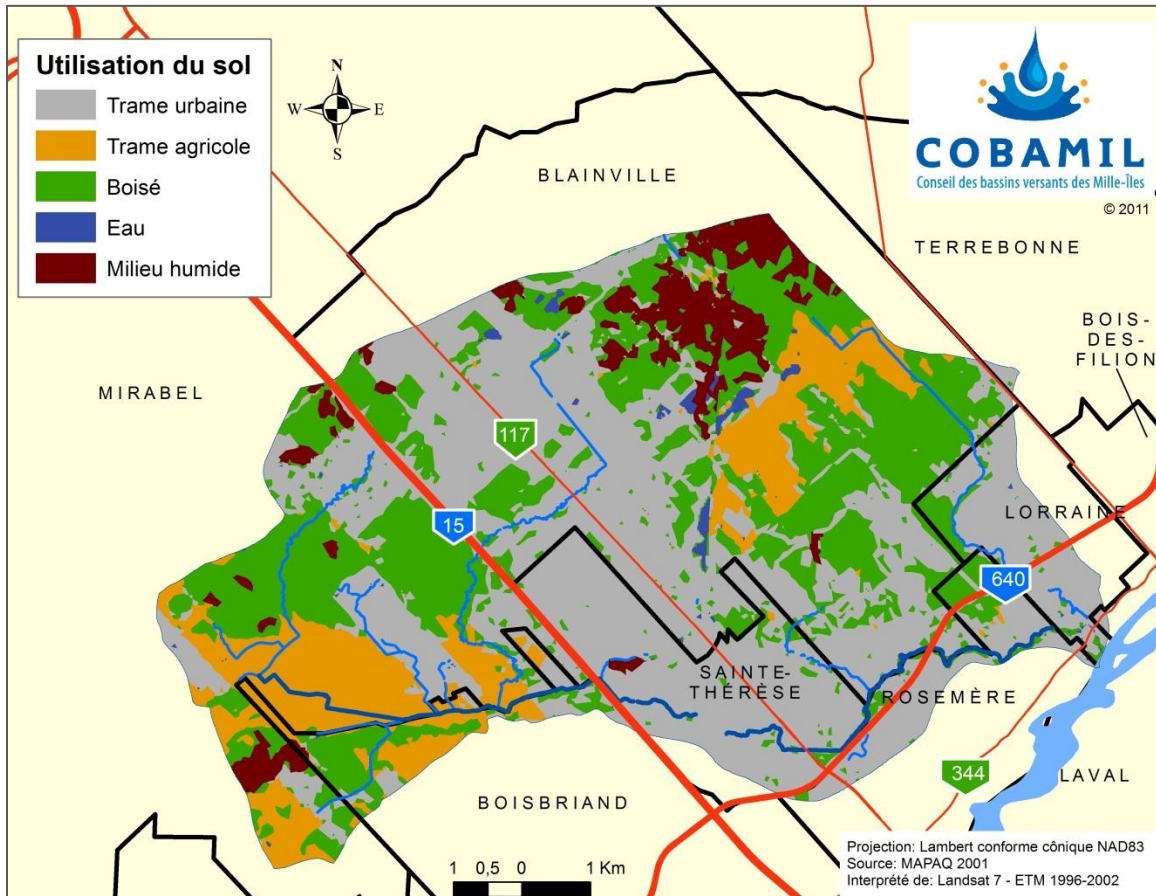 Utilisation du sol
Trame urbaine
Trame agricole
Boisé
Eau
Milieu humide
N
W
E
S
COBAMIL
Conseil des bassins versants des Mille-Îles
© 2011
BLAINVILLE
TERREBONNE
BOIS-
DES-
FILION
MIRABEL
117
15
LORRAINE
640
SAINTE-
THÉRÈSE
ROSEMÈRE
344
LAVAL
BOISBRIAND
1 0,5 0 1 Km
Projection: Lambert conforme cônique NAD83
Source: MAPAQ 2001
Interprété de: Landsat 7 - ETM 1996-2002